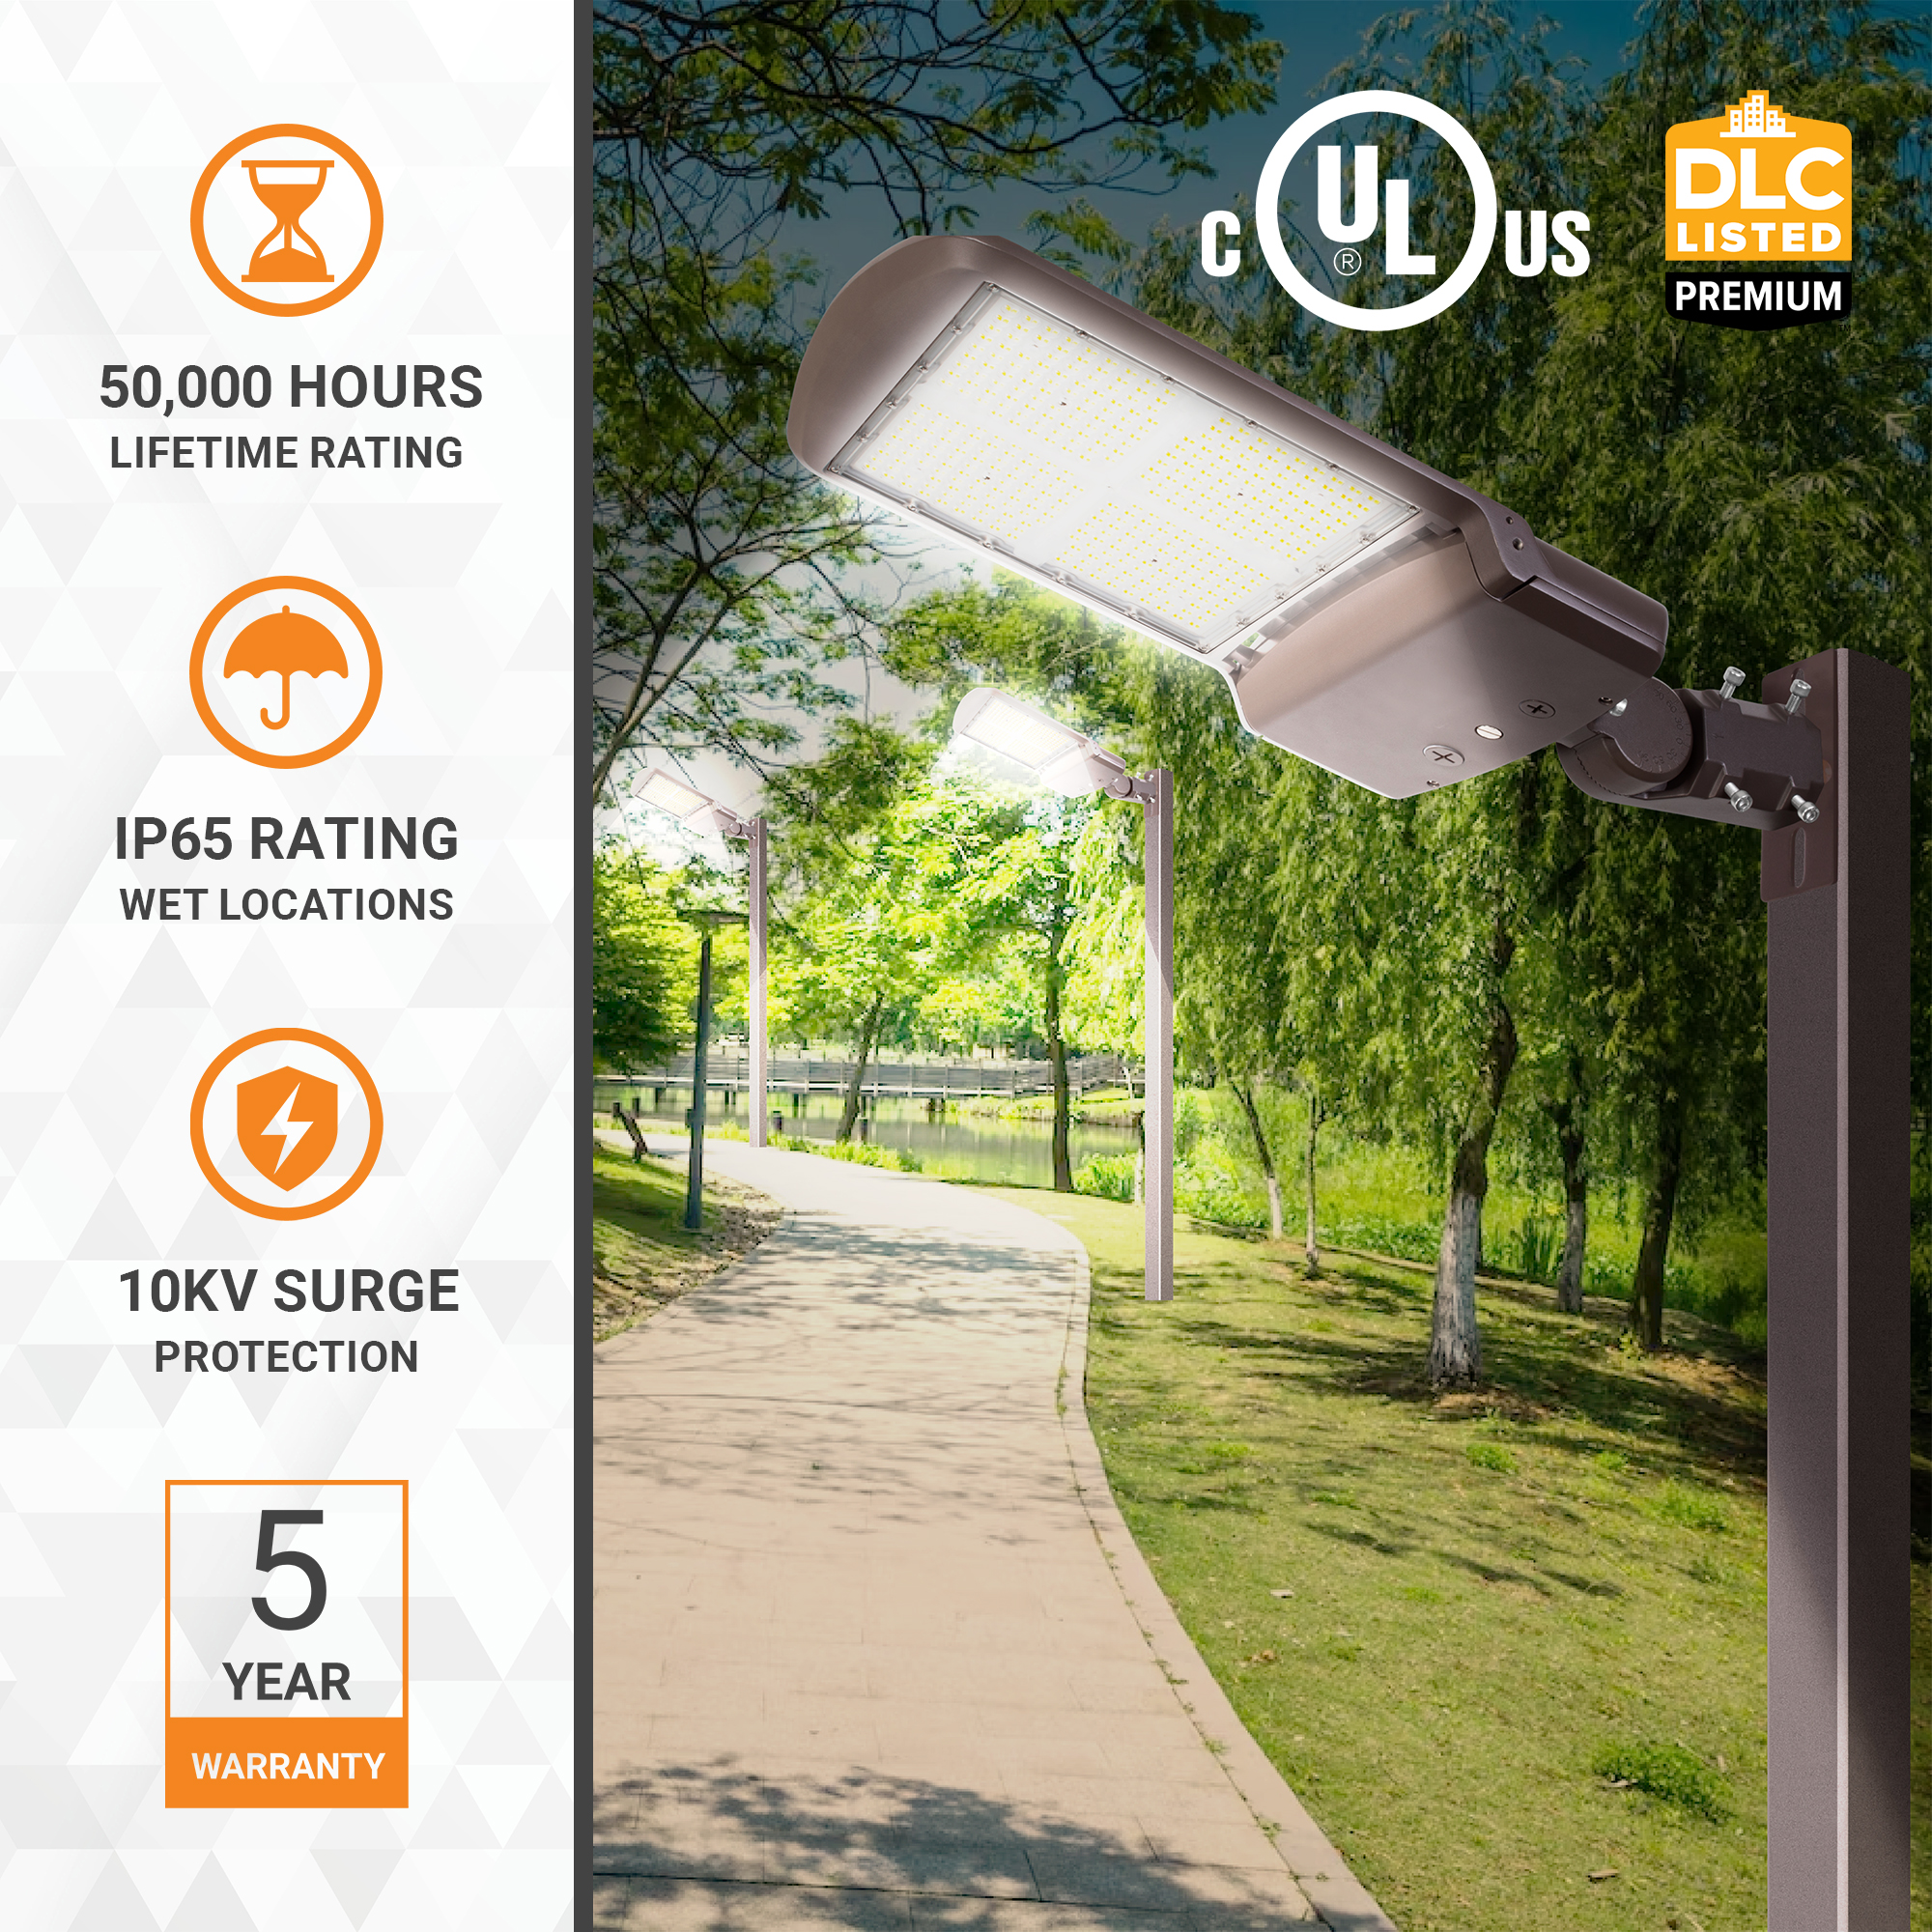 50,000 HOURS
LIFETIME RATING
IP65 RATING
WET LOCATIONS
10KV SURGE
PROTECTION
5
YEAR
WARRANTY
C UL® US
DLC
LISTED
PREMIUM